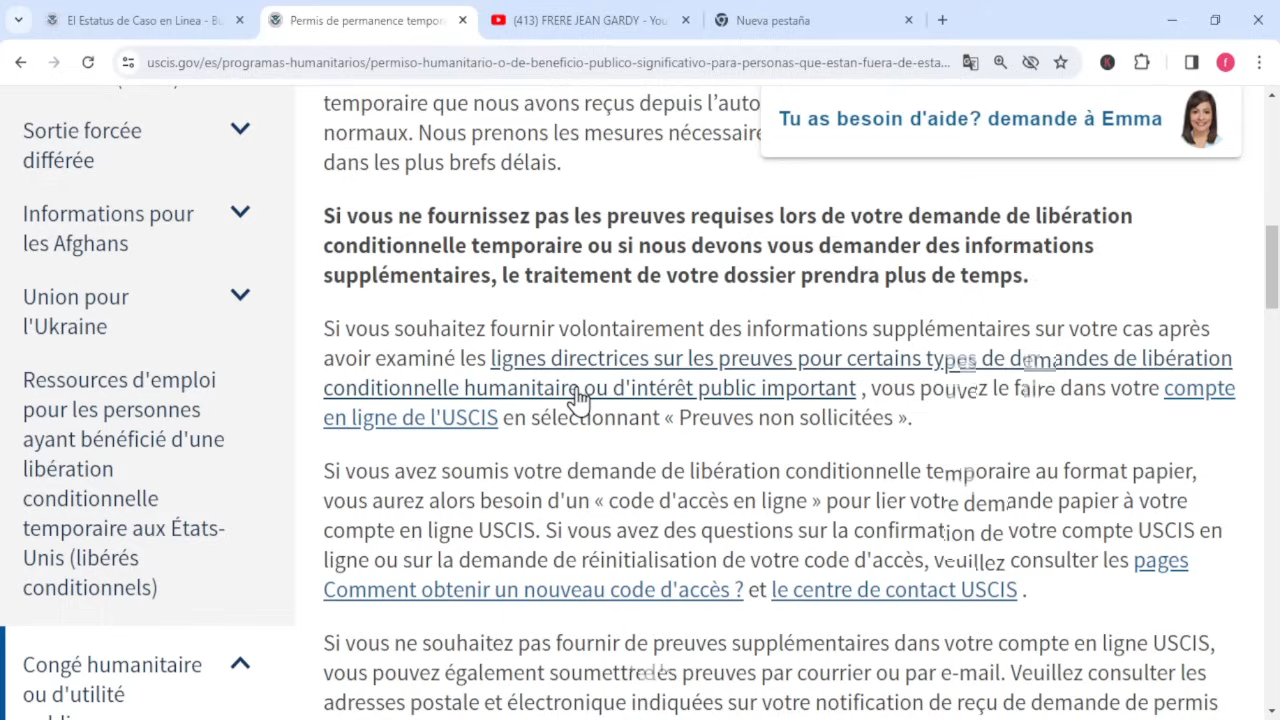 El Estatus de Caso en Linea - Bu
Permis de permanence tempor
(413) FRERE JEAN GARDY - You
Nueva pestaña
uscis.gov/es/programas-humanitarios/permiso-humanitario-o-de-beneficio-publico-significativo-para-personas-que-estan-fuera-de-esta...
Sortie forcée
différée
Informations pour
les Afghans
Union pour
l'Ukraine
Ressources d'emploi
pour les personnes
ayant bénéficié d'une
libération
conditionnelle
temporaire aux États-
Unis (libérés
conditionnels)
Congé humanitaire
ou d'utilité
temporaire que nous avons reçus depuis l'auto
normaux. Nous prenons les mesures nécessaire
dans les plus brefs délais.
Tu as besoin d'aide? demande à Emma
Si vous ne fournissez pas les preuves requises lors de votre demande de libération
conditionnelle temporaire ou si nous devons vous demander des informations
supplémentaires, le traitement de votre dossier prendra plus de temps.
Si vous souhaitez fournir volontairement des informations supplémentaires sur votre cas après
avoir examiné les lignes directrices sur les preuves pour certains types de demandes de libération
conditionnelle humanitaire ou d'intérêt public important , vous pouvez le faire dans votre compte
en ligne de l'USCIS en sélectionnant « Preuves non sollicitées ».
Si vous avez soumis votre demande de libération conditionnelle temporaire au format papier,
vous aurez alors besoin d'un « code d'accès en ligne » pour lier votre demande papier à votre
compte en ligne USCIS. Si vous avez des questions sur la confirmation de votre compte USCIS en
ligne ou sur la demande de réinitialisation de votre code d'accès, veuillez consulter les pages
Comment obtenir un nouveau code d'accès ? et le centre de contact USCIS .
Si vous ne souhaitez pas fournir de preuves supplémentaires dans votre compte en ligne USCIS,
vous pouvez également soumettre des preuves par courrier ou par e-mail. Veuillez consulter les
adresses postale et électronique indiquées sur votre notification de reçu de demande de permis